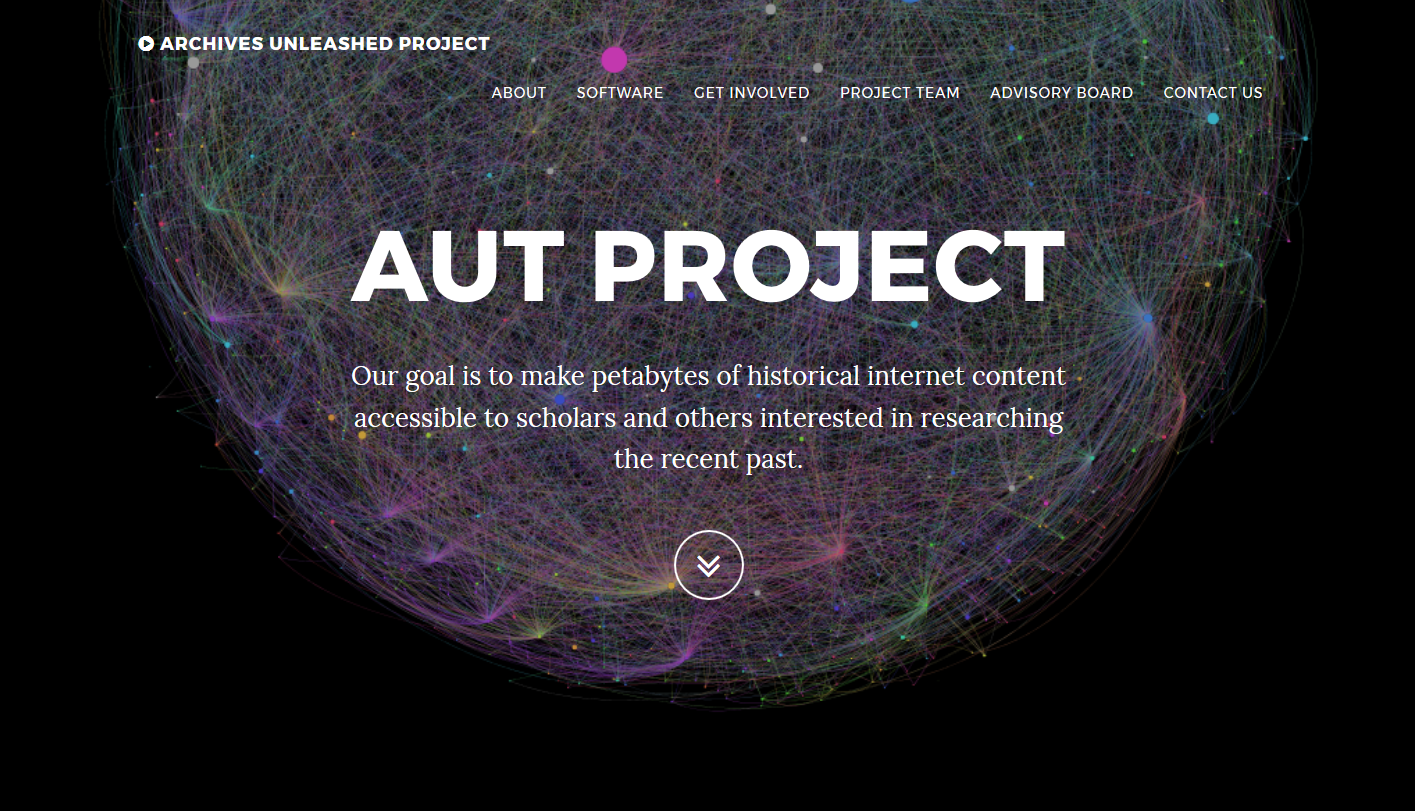 ARCHIVES UNLEASHED PROJECT
ABOUT SOFTWARE GET INVOLVED PROJECT TEAM ADVISORY BOARD CONTACT US
AUT PROJECT
Our goal is to make petabytes of historical internet content
accessible to scholars and others interested in researching
the recent past.